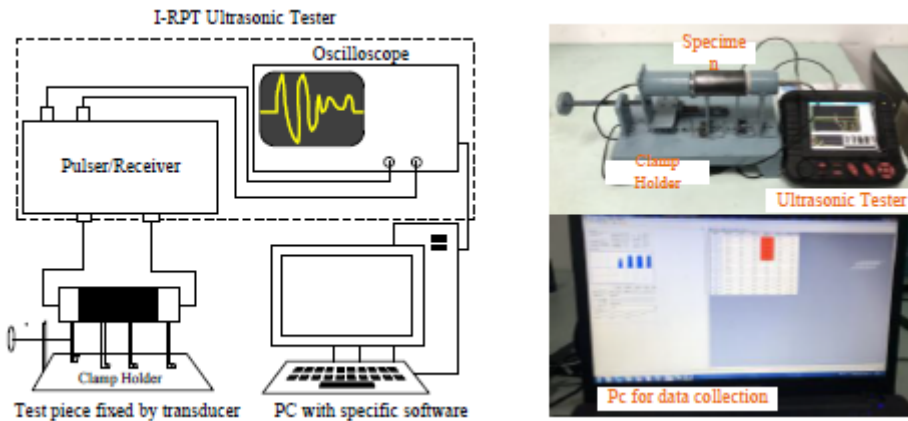 I-RPT Ultrasonic Tester
Oscilloscope
Pulser/Receiver
Clamp Holder
Test piece fixed by transducer
PC with specific software
Specime
n
Clamp
Holder
Ultrasonic Tester
Pc for data collection